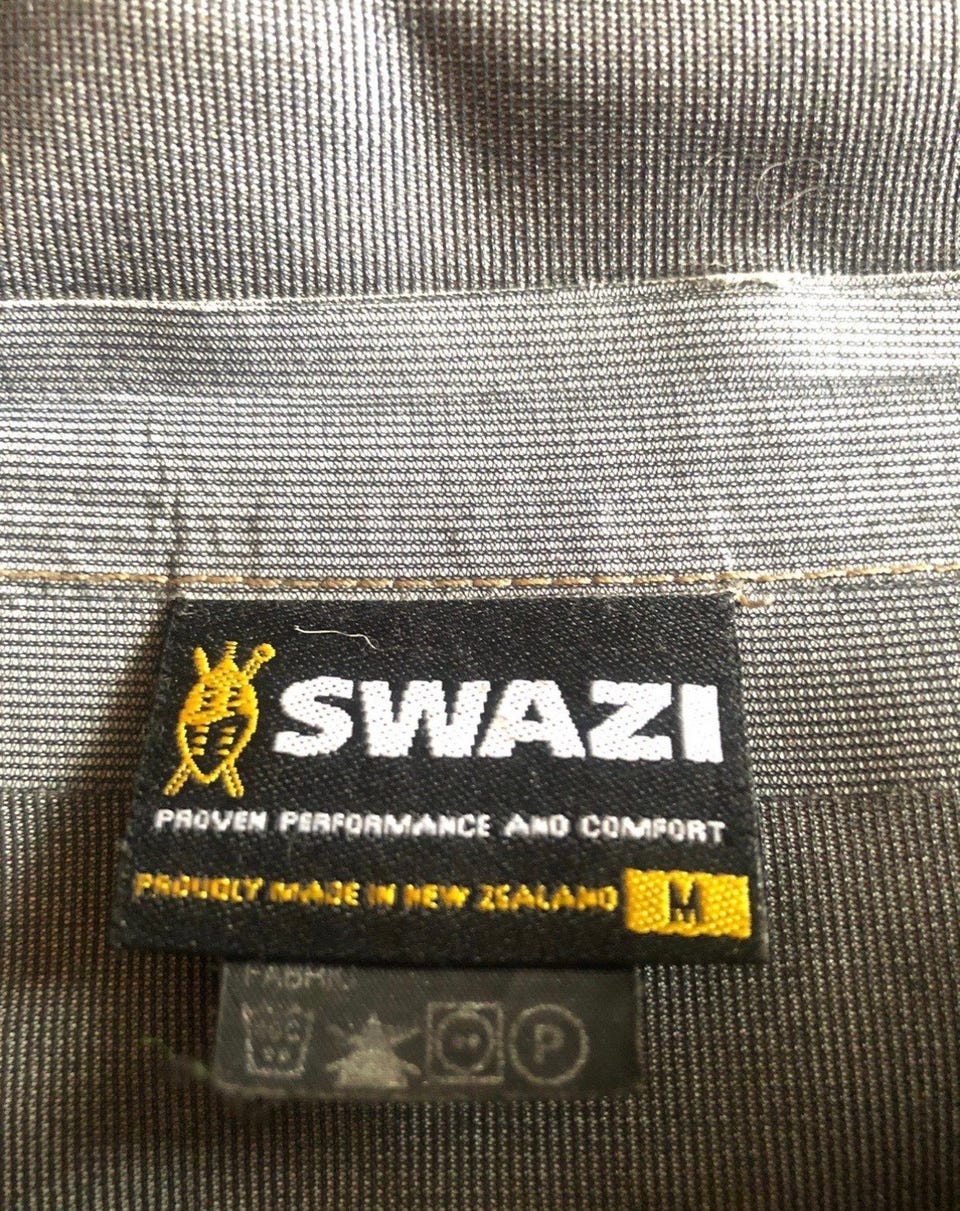 SWAZI
PROVEN PERFORMANCE AND COMFORT
PROUDLY MADE IN NEW ZEALAND M
FABRIC
P